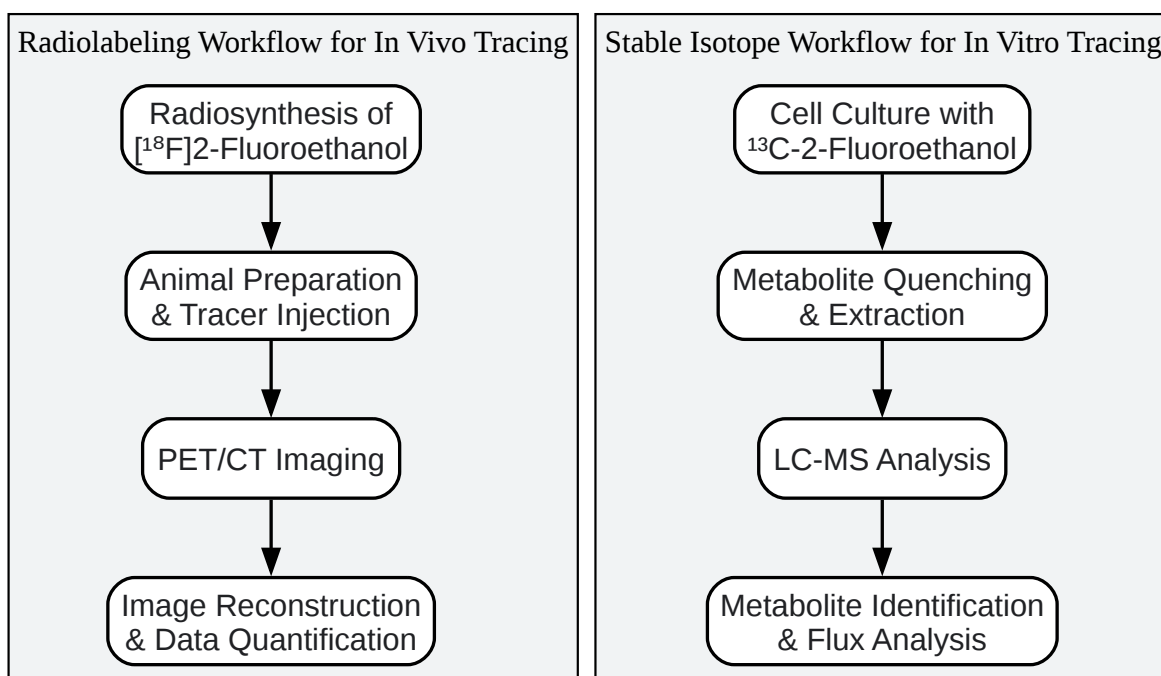 Radiolabeling Workflow for In Vivo Tracing
Radiosynthesis of
[¹⁸F]2-Fluoroethanol
Animal Preparation
& Tracer Injection
PET/CT Imaging
Image Reconstruction
& Data Quantification
Stable Isotope Workflow for In Vitro Tracing
Cell Culture with
¹³C-2-Fluoroethanol
Metabolite Quenching
& Extraction
LC-MS Analysis
Metabolite Identification
& Flux Analysis